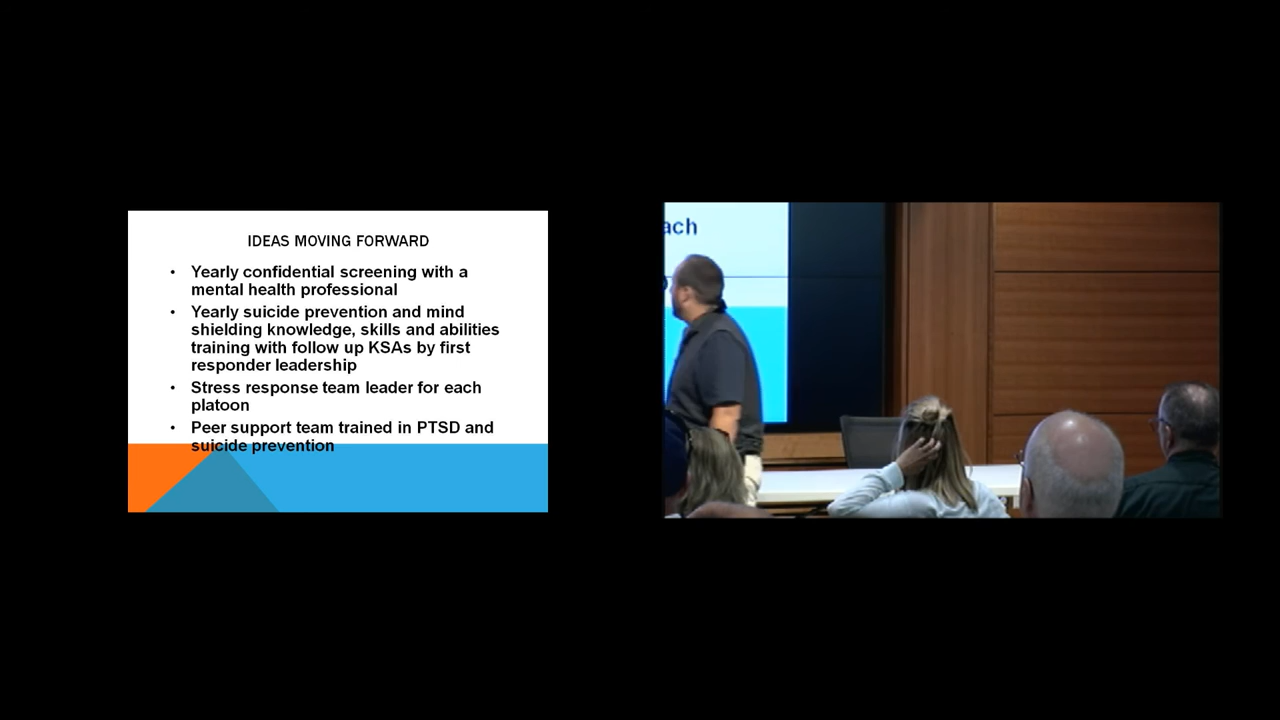 IDEAS MOVING FORWARD
• Yearly confidential screening with a
mental health professional
• Yearly suicide prevention and mind
shielding knowledge, skills and abilities
training with follow up KSAs by first
responder leadership
• Stress response team leader for each
platoon
• Peer support team trained in PTSD and
suicide prevention
ach